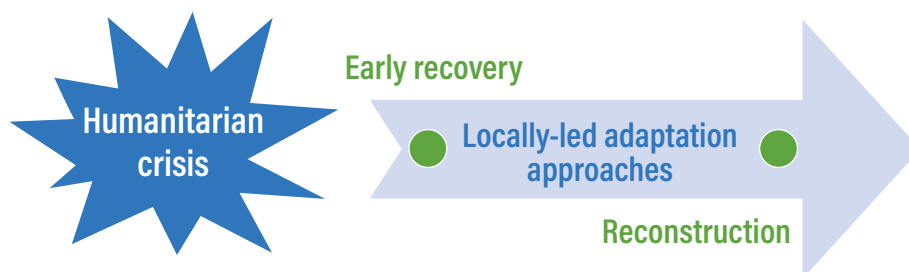 Humanitarian
crisis
Early recovery
Locally-led adaptation
approaches
Reconstruction